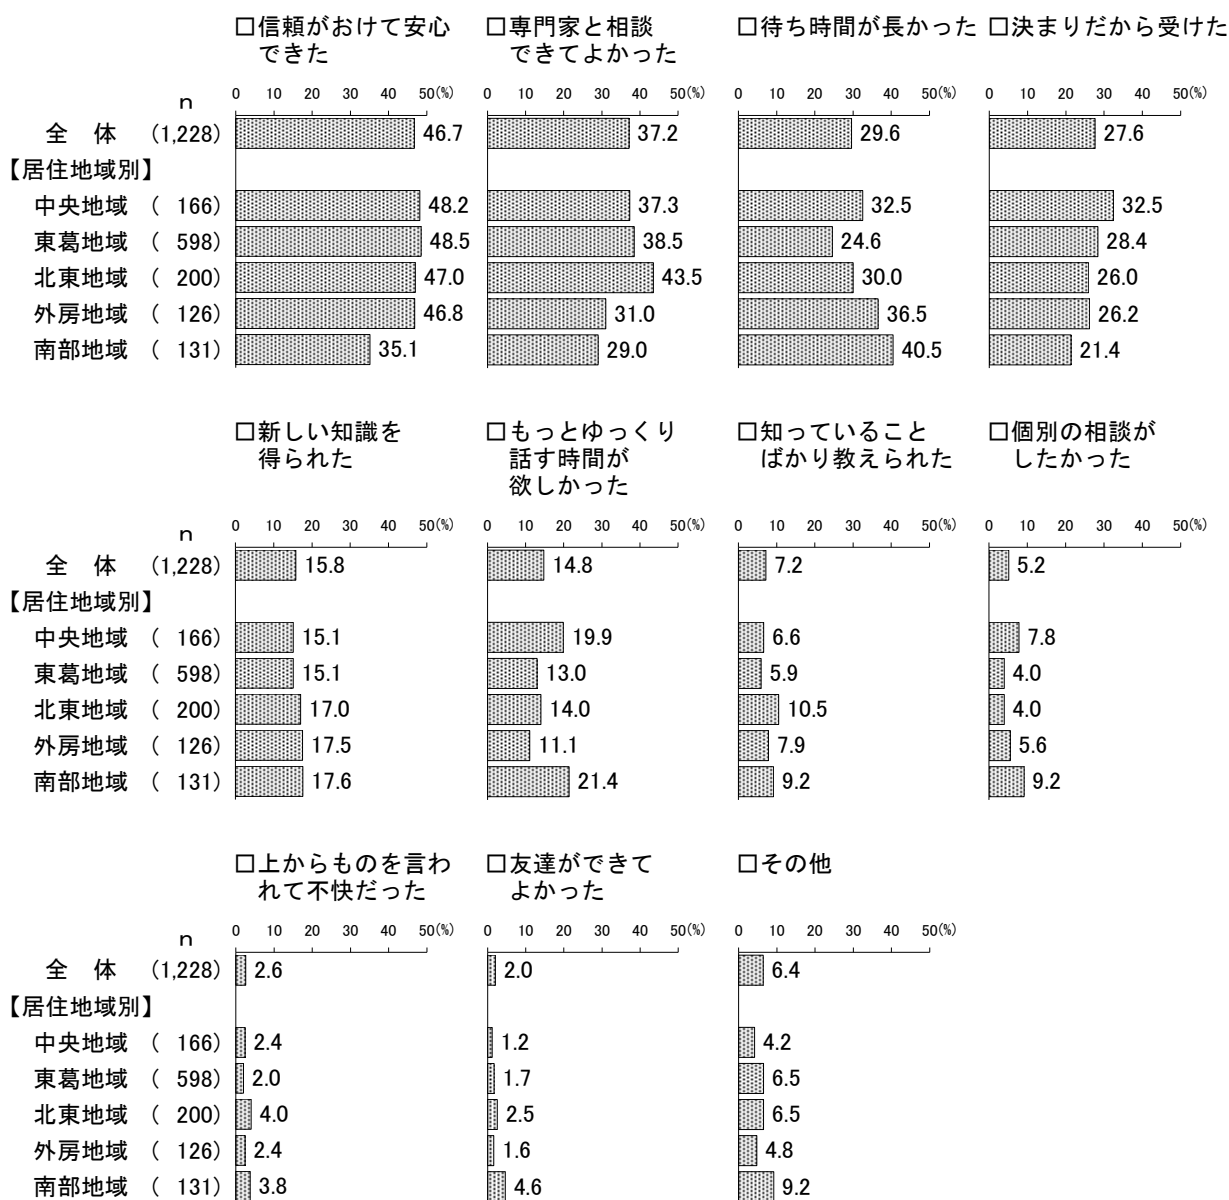 □信頼がおけて安心 □専門家と相談 □待ち時間が長かった □決まりだから受けた
できた できてよかった
n 0 10 20 30 40 50(%) 0 10 20 30 40 50(%) 0 10 20 30 40 50(%) 0 10 20 30 40 50(%)
全 体 (1,228) 46.7 37.2 29.6 27.6
【居住地域別】
中央地域 ( 166) 48.2 37.3 32.5 32.5
東葛地域 ( 598) 48.5 38.5 24.6 28.4
北東地域 ( 200) 47.0 43.5 30.0 26.0
外房地域 ( 126) 46.8 31.0 36.5 26.2
南部地域 ( 131) 35.1 29.0 40.5 21.4
□新しい知識を □もっとゆっくり □知っていること □個別の相談が
得られた 話す時間が ばかり教えられた したかった
欲しかった
n 0 10 20 30 40 50(%) 0 10 20 30 40 50(%) 0 10 20 30 40 50(%) 0 10 20 30 40 50(%)
全 体 (1,228) 15.8 14.8 7.2 5.2
【居住地域別】
中央地域 ( 166) 15.1 19.9 6.6 7.8
東葛地域 ( 598) 15.1 13.0 5.9 4.0
北東地域 ( 200) 17.0 14.0 10.5 4.0
外房地域 ( 126) 17.5 11.1 7.9 5.6
南部地域 ( 131) 17.6 21.4 9.2 9.2
□上からものを言わ □友達ができて □その他
れて不快だった よかった
n 0 10 20 30 40 50(%) 0 10 20 30 40 50(%) 0 10 20 30 40 50(%)
全 体 (1,228) 2.6 2.0 6.4
【居住地域別】
中央地域 ( 166) 2.4 1.2 4.2
東葛地域 ( 598) 2.0 1.7 6.5
北東地域 ( 200) 4.0 2.5 6.5
外房地域 ( 126) 2.4 1.6 4.8
南部地域 ( 131) 3.8 4.6 9.2